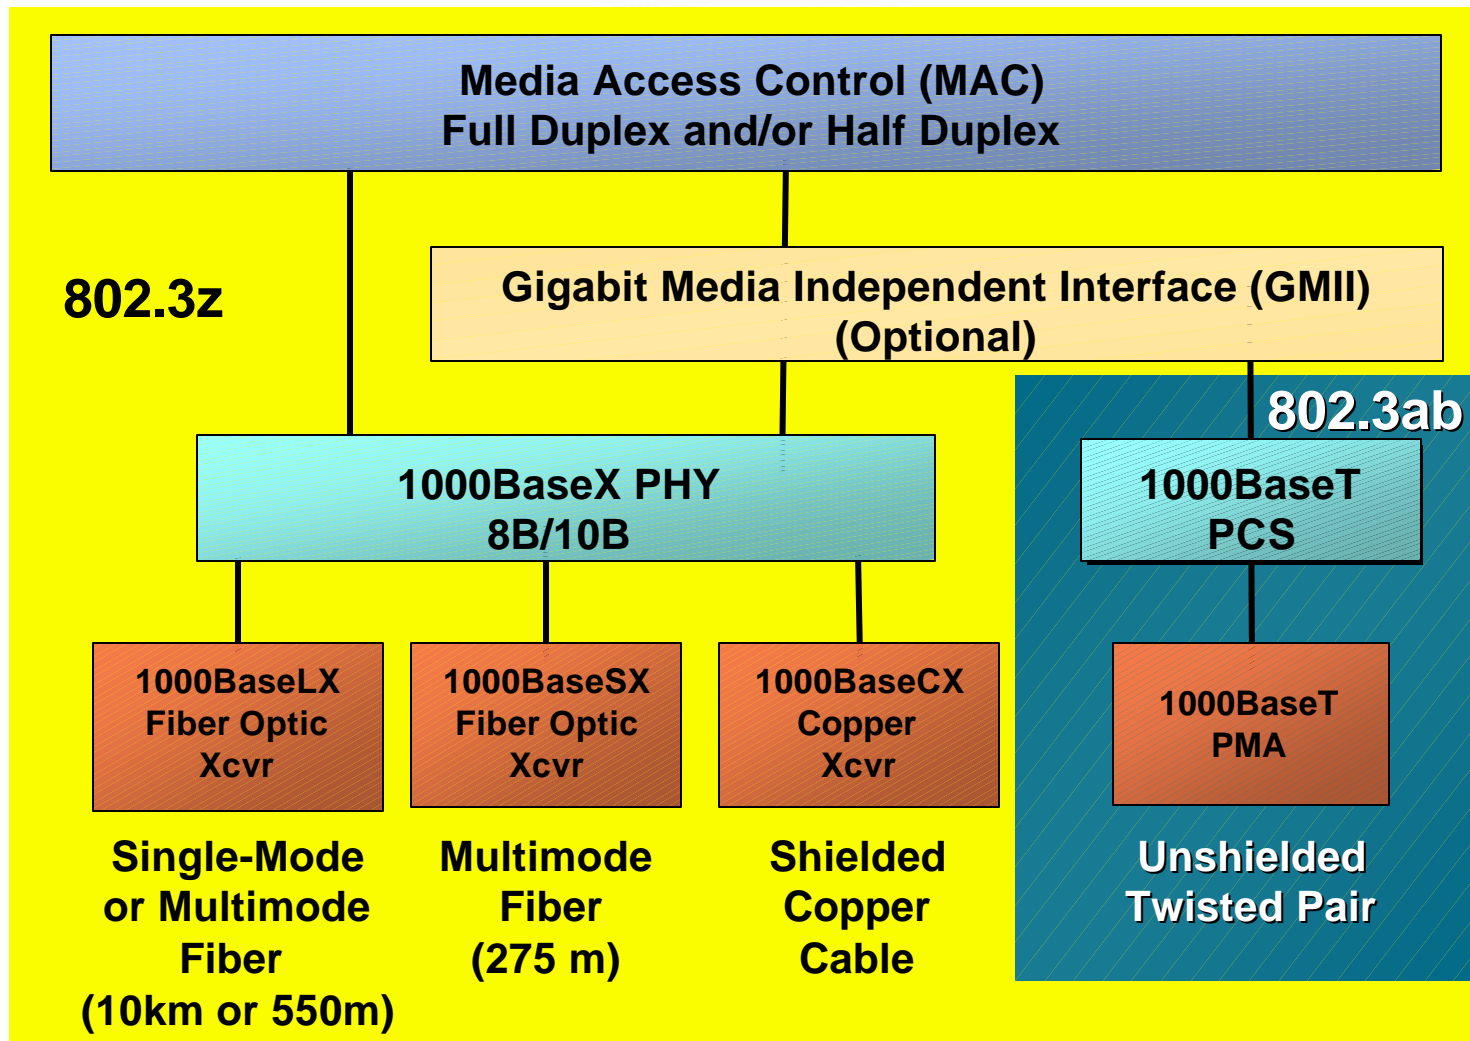 Media Access Control (MAC)
Full Duplex and/or Half Duplex
802.3z
Gigabit Media Independent Interface (GMII)
(Optional)
802.3ab
1000BaseX PHY
8B/10B
1000BaseT
PCS
1000BaseLX
Fiber Optic
Xcvr
1000BaseSX
Fiber Optic
Xcvr
1000BaseCX
Copper
Xcvr
1000BaseT
PMA
Single-Mode
or Multimode
Fiber
(10km or 550m)
Multimode
Fiber
(275 m)
Shielded
Copper
Cable
Unshielded
Twisted Pair